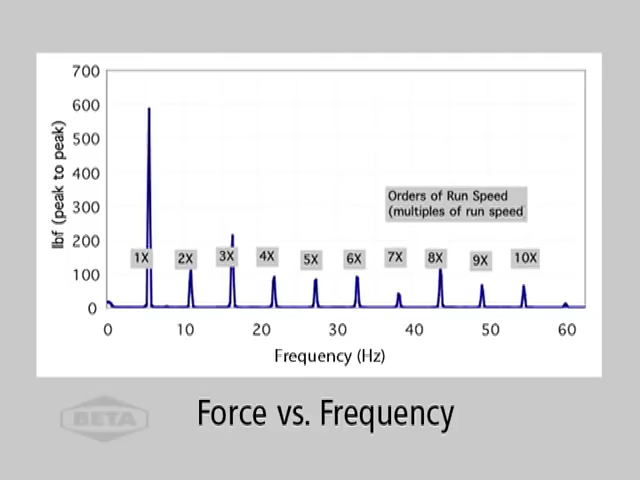 700
600
500
400
300
200
100
0
lbf (peak to peak)
Orders of Run Speed
(multiples of run speed
1X 2X 3X 4X 5X 6X 7X 8X 9X 10X
0 10 20 30 40 50 60
Frequency (Hz)
BETA
Force vs. Frequency